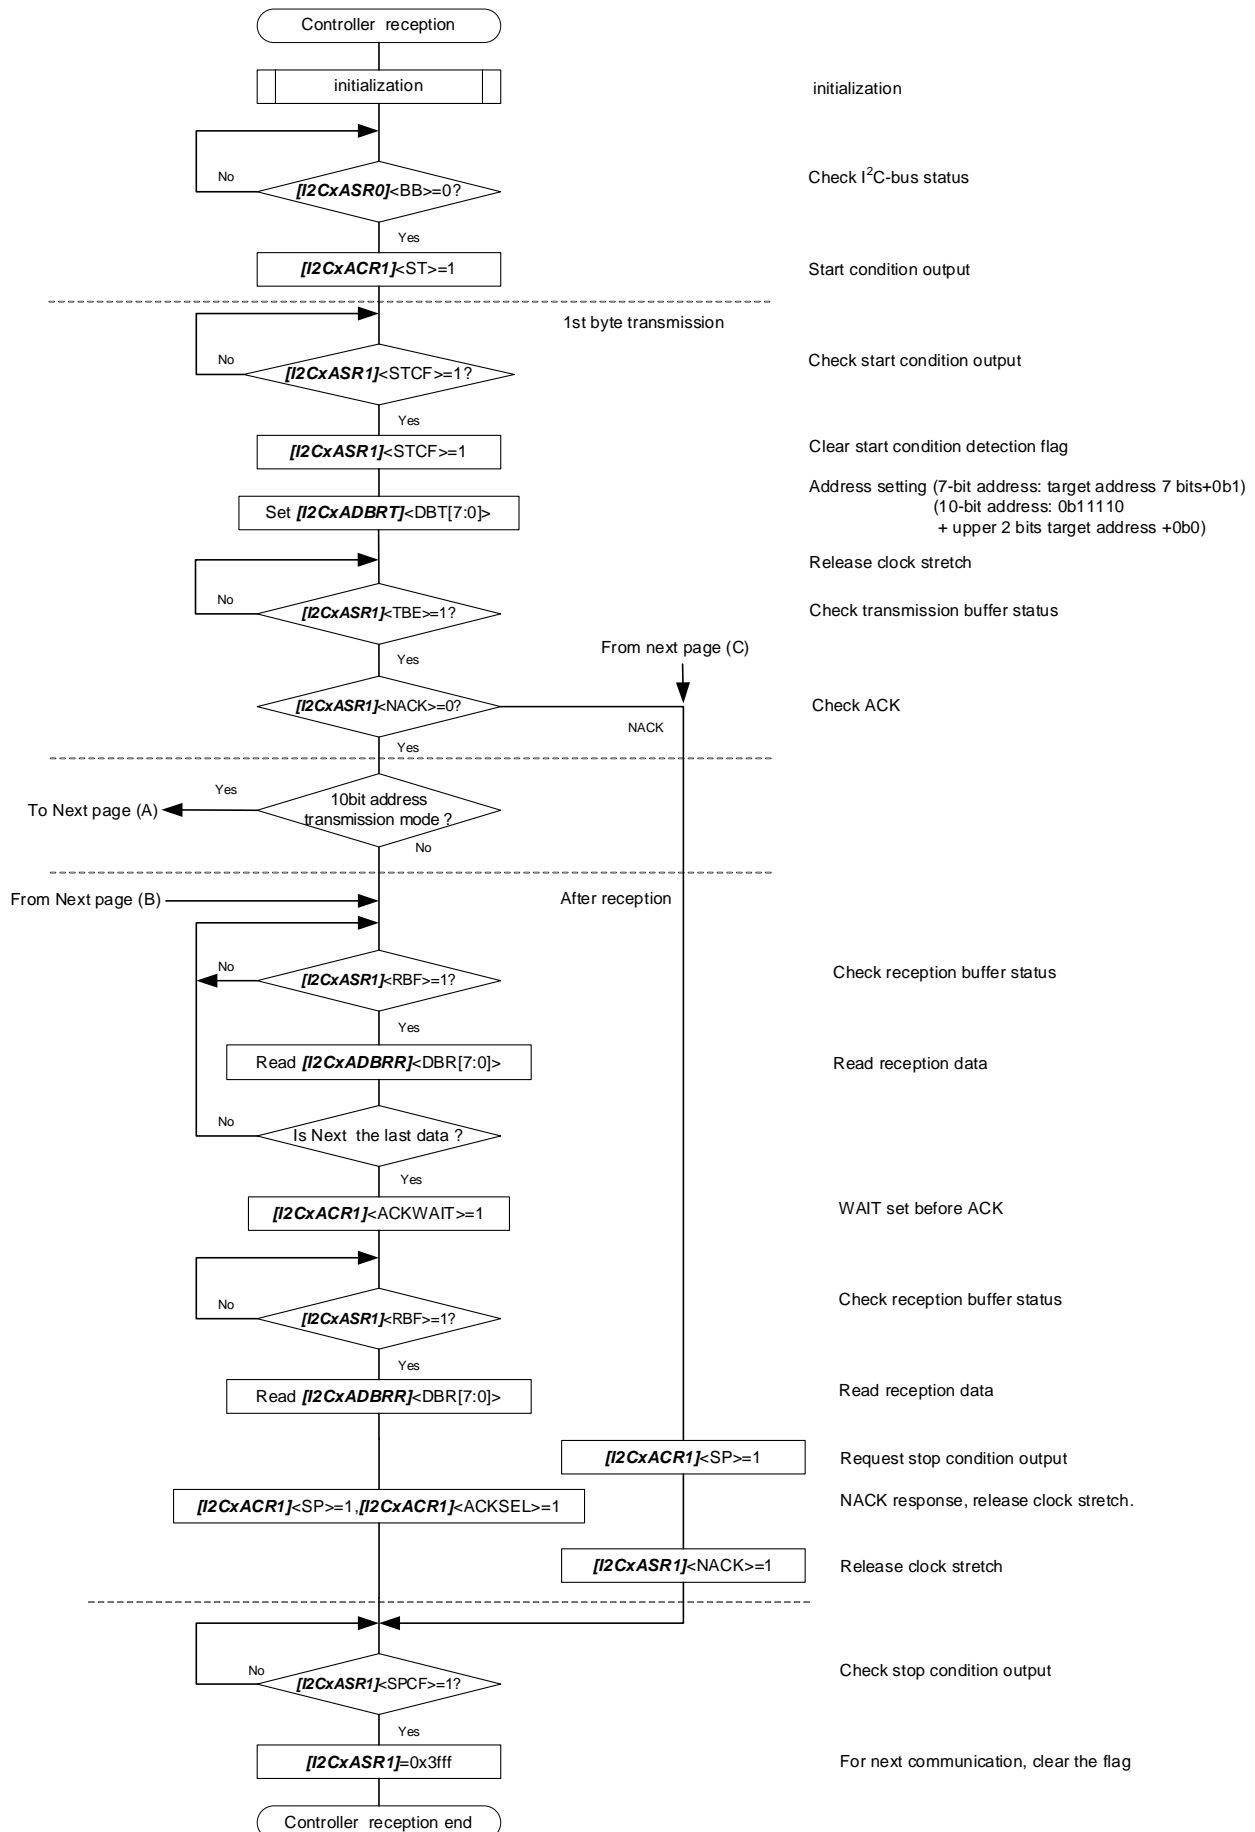 Controller reception
initialization
initialization
No
[I2CxASR0]<BB>=0?
Check I2C-bus status
Yes
[I2CxACR1]<ST>=1
Start condition output
1st byte transmission
No
[I2CxASR1]<STCF>=1?
Check start condition output
Yes
[I2CxASR1]<STCF>=1
Clear start condition detection flag
Set [I2CxADBRT]<DBT[7:0]>
Address setting (7-bit address: target address 7 bits+0b1)
(10-bit address: 0b11110
+ upper 2 bits target address +0b0)
Release clock stretch
No
[I2CxASR1]<TBE>=1?
Check transmission buffer status
Yes
From next page (C)
[I2CxASR1]<NACK>=0?
NACK
Check ACK
Yes
Yes
To Next page (A)
10bit address
transmission mode ?
No
From Next page (B)
After reception
No
[I2CxASR1]<RBF>=1?
Check reception buffer status
Yes
Read [I2CxADBRR]<DBR[7:0]>
Read reception data
No
Is Next the last data ?
Yes
[I2CxACR1]<ACKWAIT>=1
WAIT set before ACK
No
[I2CxASR1]<RBF>=1?
Check reception buffer status
Yes
Read [I2CxADBRR]<DBR[7:0]>
Read reception data
[I2CxACR1]<SP>=1
Request stop condition output
[I2CxACR1]<SP>=1,[I2CxACR1]<ACKSEL>=1
NACK response, release clock stretch.
[I2CxASR1]<NACK>=1
Release clock stretch
No
[I2CxASR1]<SPCF>=1?
Check stop condition output
Yes
[I2CxASR1]=0x3fff
For next communication, clear the flag
Controller reception end